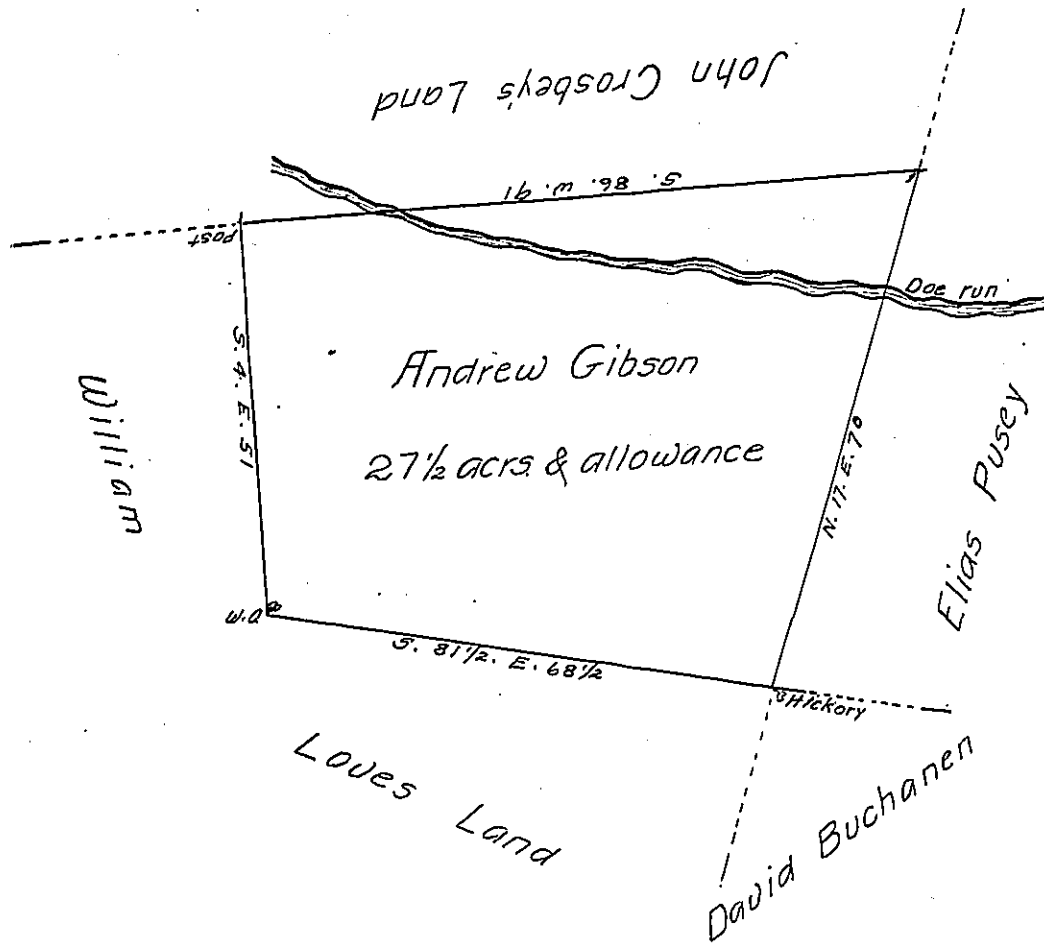 John Crosbey's Land
S. 86. W. 91
Post
Doe run
S. 4. E. 51
Andrew Gibson
27½ acrs. & allowance
N. 17. E. 70
William
Elias Pusey
W.O
S. 81½. E. 68½
Hickory
Loves Land
David Buchanen